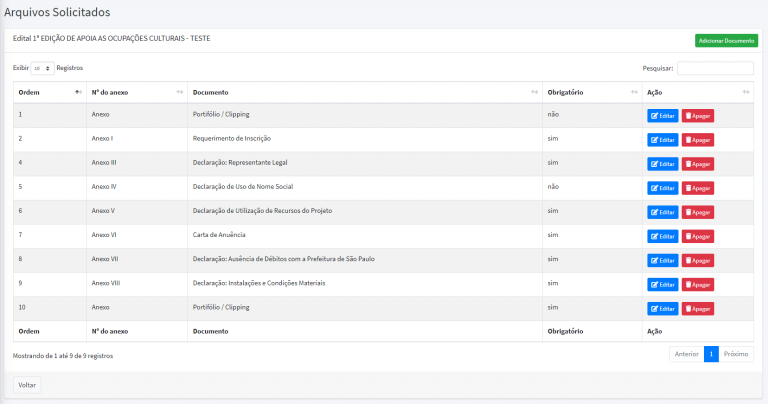 Arquivos Solicitados
Edital 1ª EDIÇÃO DE APOIA AS OCUPAÇÕES CULTURAIS - TESTE
Adicionar Documento
Exibir 10 Registros
Pesquisar:
Ordem Nº do anexo Documento Obrigatório Ação
1 Anexo Portifólio / Clipping não Editar Apagar
2 Anexo I Requerimento de Inscrição sim Editar Apagar
4 Anexo III Declaração: Representante Legal sim Editar Apagar
5 Anexo IV Declaração de Uso de Nome Social não Editar Apagar
6 Anexo V Declaração de Utilização de Recursos do Projeto sim Editar Apagar
7 Anexo VI Carta de Anuência sim Editar Apagar
8 Anexo VII Declaração: Ausência de Débitos com a Prefeitura de São Paulo sim Editar Apagar
9 Anexo VIII Declaração: Instalações e Condições Materiais sim Editar Apagar
10 Anexo Portifólio / Clipping sim Editar Apagar
Ordem Nº do anexo Documento Obrigatório Ação
Mostrando de 1 até 9 de 9 registros
Anterior 1 Próximo
Voltar